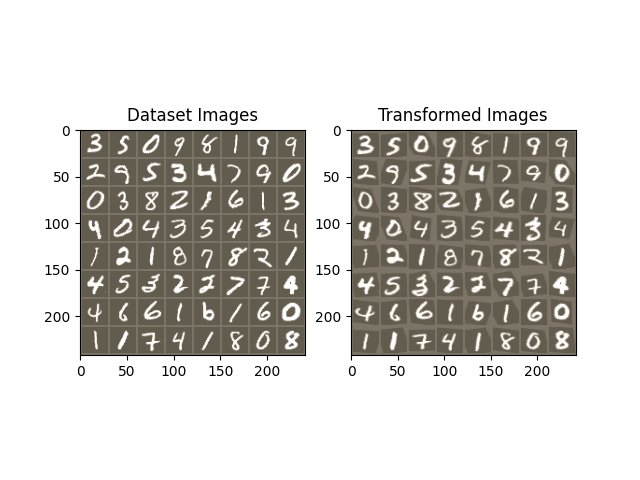 Dataset Images Transformed Images
0 0
3 5 0 9 8 1 9 9 3 5 0 9 8 1 9 9
50 50
2 9 5 3 4 7 9 0 2 9 5 3 4 7 9 0
0 3 8 2 1 6 1 3 0 3 8 2 1 6 1 3
100 100
4 0 4 3 5 4 3 4 4 0 4 3 5 4 3 4
1 2 1 8 7 8 2 1 1 2 1 8 7 8 2 1
150 150
4 5 3 2 2 7 7 4 4 5 3 2 2 7 7 4
4 6 6 1 6 1 6 0 4 6 6 1 6 1 6 0
200 200
1 1 7 4 1 8 0 8 1 1 7 4 1 8 0 8
0 50 100 150 200 0 50 100 150 200